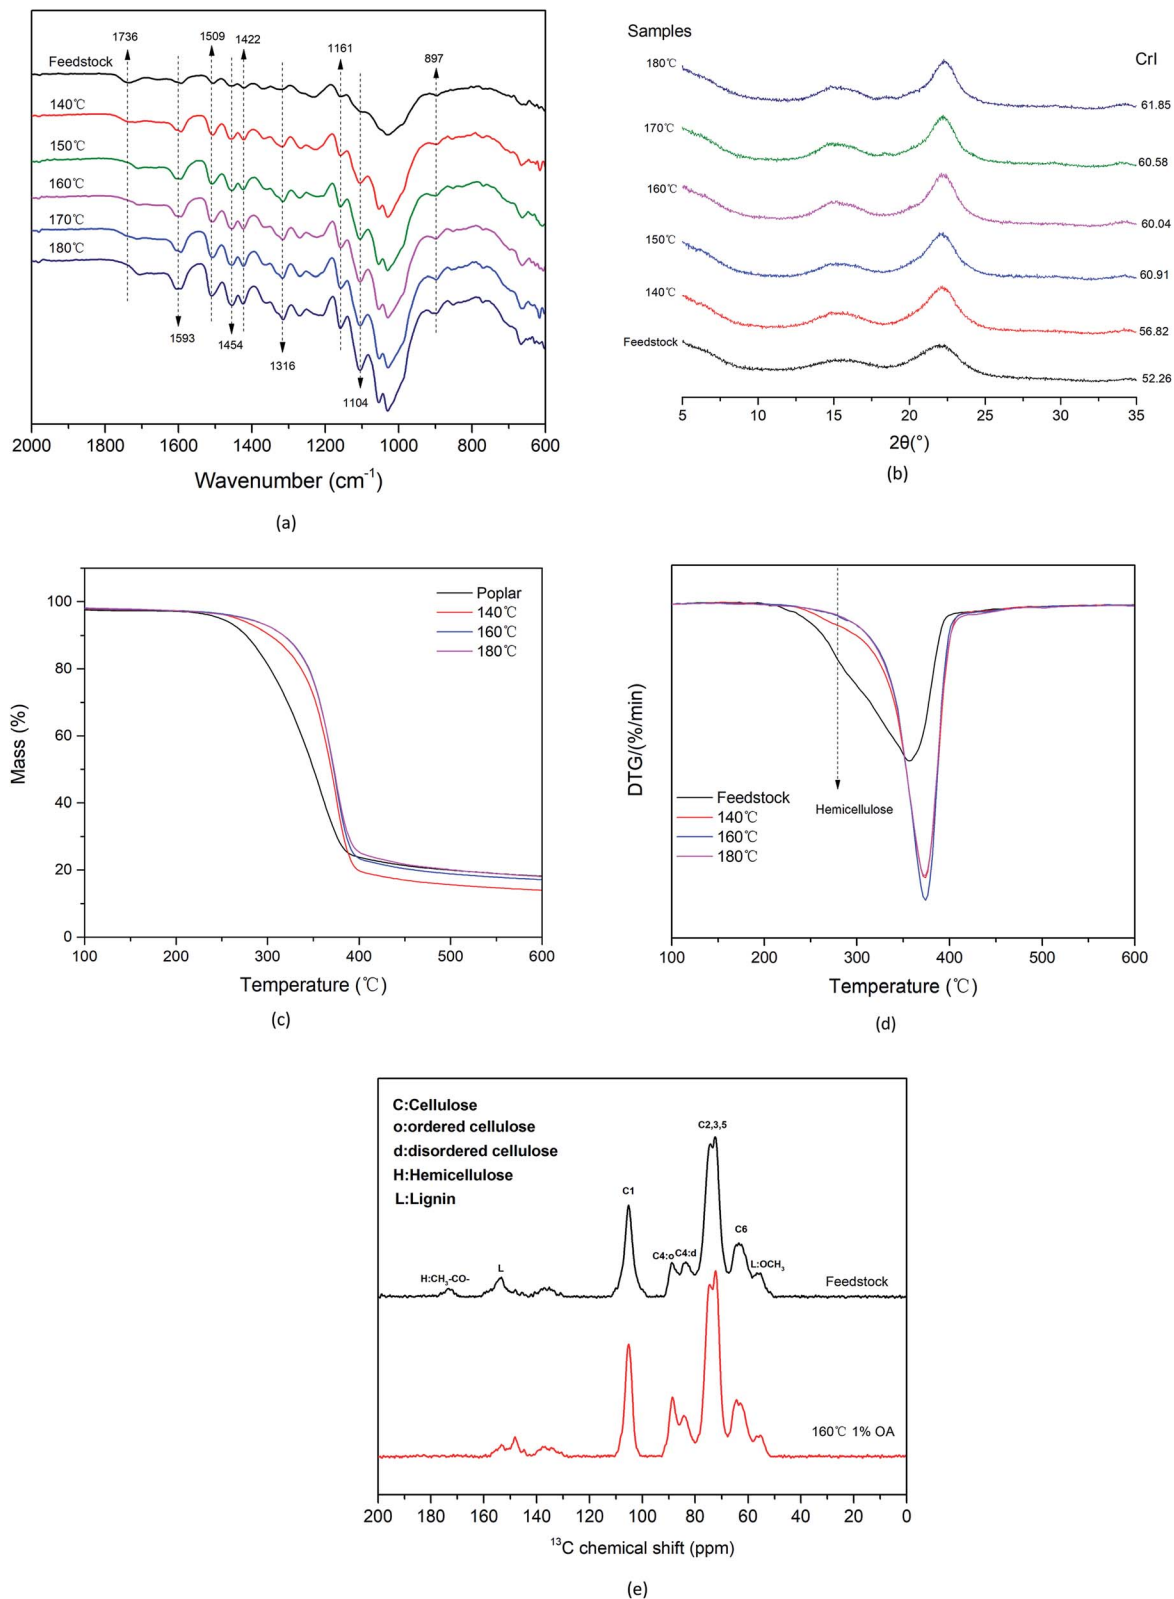 1736
1509
1422
1161
897
Feedstock
140℃
150℃
160℃
170℃
180℃
1593
1454
1316
1104
2000 1800 1600 1400 1200 1000 800 600
Wavenumber (cm⁻¹)
(a)
Samples
CrI
180℃
61.85
170℃
60.58
160℃
60.04
150℃
60.91
140℃
56.82
Feedstock
52.26
5 10 15 20 25 30 35
2θ(°)
(b)
100
80
60
40
20
0
Mass (%)
Poplar
140℃
160℃
180℃
100 200 300 400 500 600
Temperature (℃)
(c)
DTG/(%/min)
Hemicellulose
Feedstock
140℃
160℃
180℃
100 200 300 400 500 600
Temperature (℃)
(d)
C:Cellulose
o:ordered cellulose
d:disordered cellulose
H:Hemicellulose
L:Lignin
C2,3,5
C1
C6
C4:o
C4:d
L:OCH₃
L
H:CH₃-CO-
Feedstock
160℃ 1% OA
200 180 160 140 120 100 80 60 40 20 0
¹³C chemical shift (ppm)
(e)